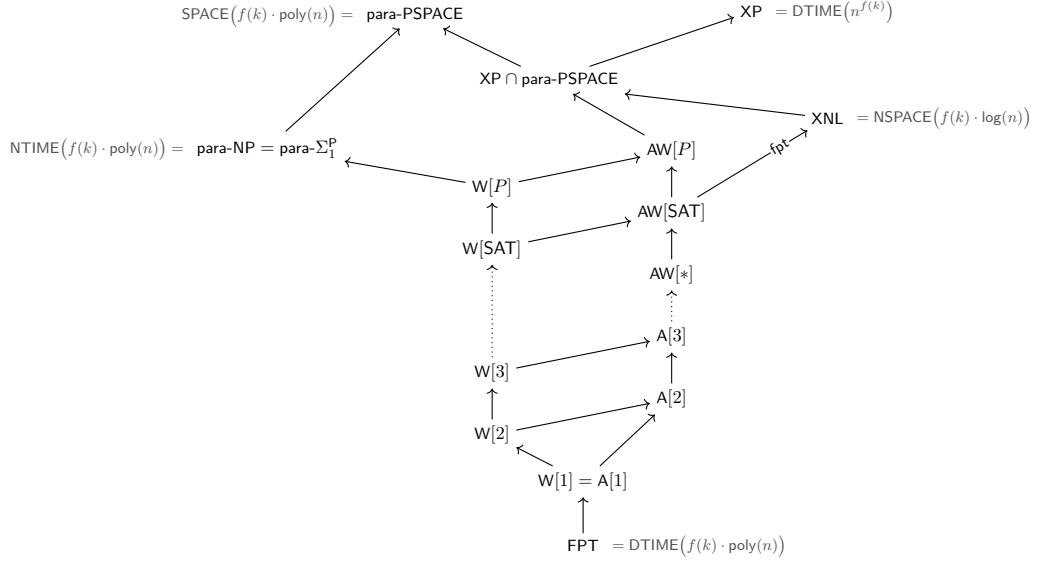 SPACE(f(k) · poly(n)) = para-PSPACE
XP = DTIME(n^{f(k)})
XP ∩ para-PSPACE
XNL = NSPACE(f(k) · log(n))
NTIME(f(k) · poly(n)) = para-NP = para-Σ₁ᴾ
AW[P]
fpt
W[P]
AW[SAT]
W[SAT]
AW[∗]
A[3]
W[3]
A[2]
W[2]
W[1] = A[1]
FPT = DTIME(f(k) · poly(n))